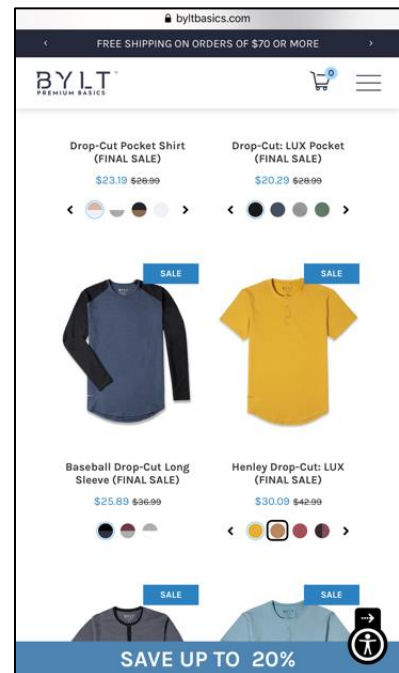 byltbasics.com
FREE SHIPPING ON ORDERS OF $70 OR MORE
BYLT
PREMIUM BASICS
0
Drop-Cut Pocket Shirt
(FINAL SALE)
$23.19 $28.99
Drop-Cut: LUX Pocket
(FINAL SALE)
$20.29 $28.99
SALE
SALE
Baseball Drop-Cut Long
Sleeve (FINAL SALE)
$25.89 $36.99
Henley Drop-Cut: LUX
(FINAL SALE)
$30.09 $42.99
SALE
SALE
SAVE UP TO 20%